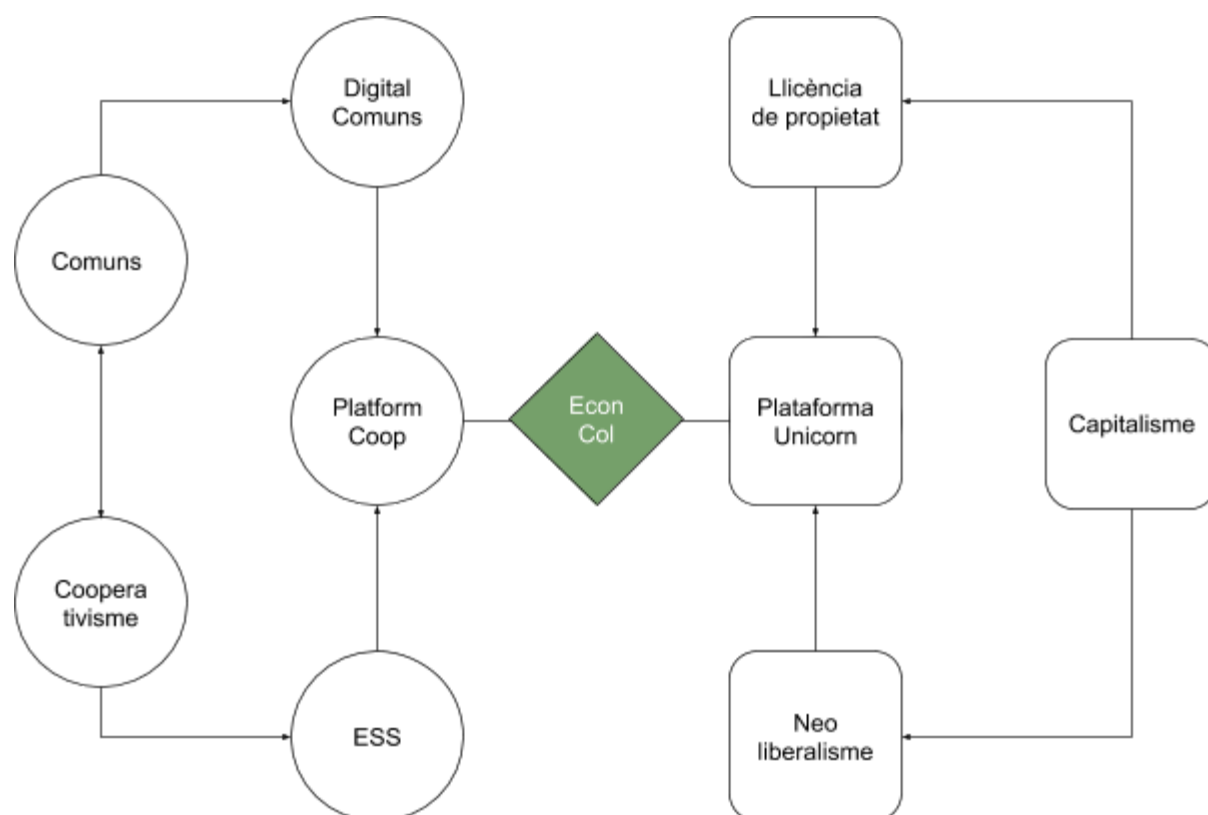 Digital
Comuns
Llicència
de propietat
Comuns
Platform
Coop
Econ
Col
Plataforma
Unicorn
Capitalisme
Coopera
tivisme
ESS
Neo
liberalisme